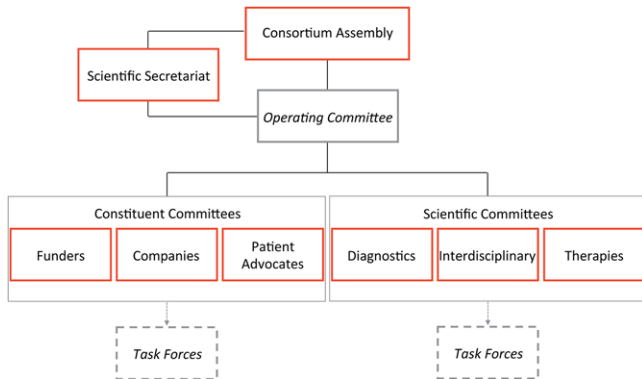 Consortium Assembly
Scientific Secretariat
Operating Committee
Constituent Committees
Funders
Companies
Patient
Advocates
Scientific Committees
Diagnostics
Interdisciplinary
Therapies
Task Forces
Task Forces